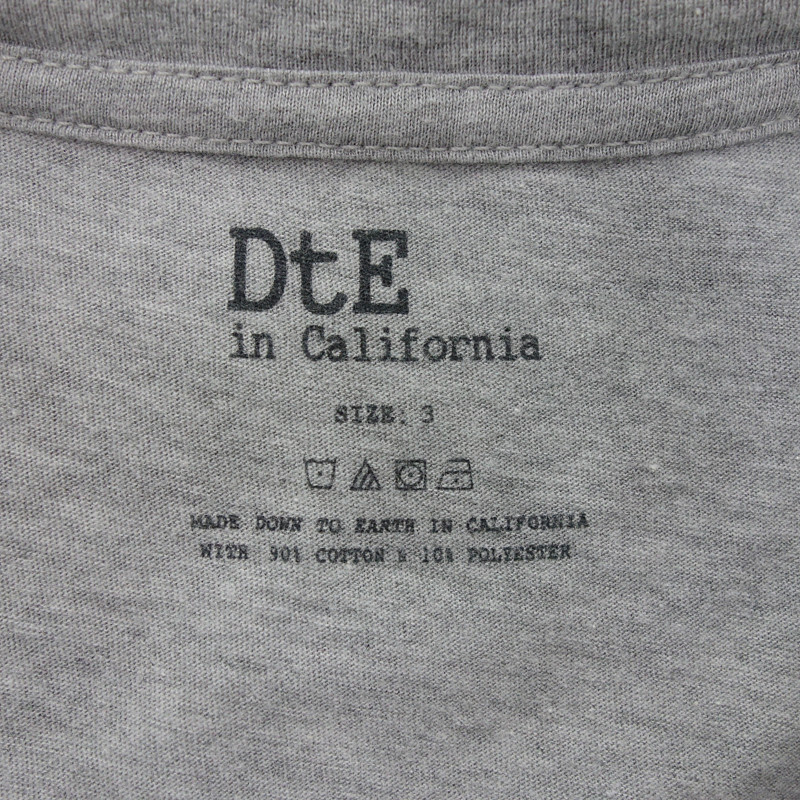 DtE
in California
SIZE. 3
MADE DOWN TO EARTH IN CALIFORNIA
WITH 90% COTTON & 10% POLYESTER